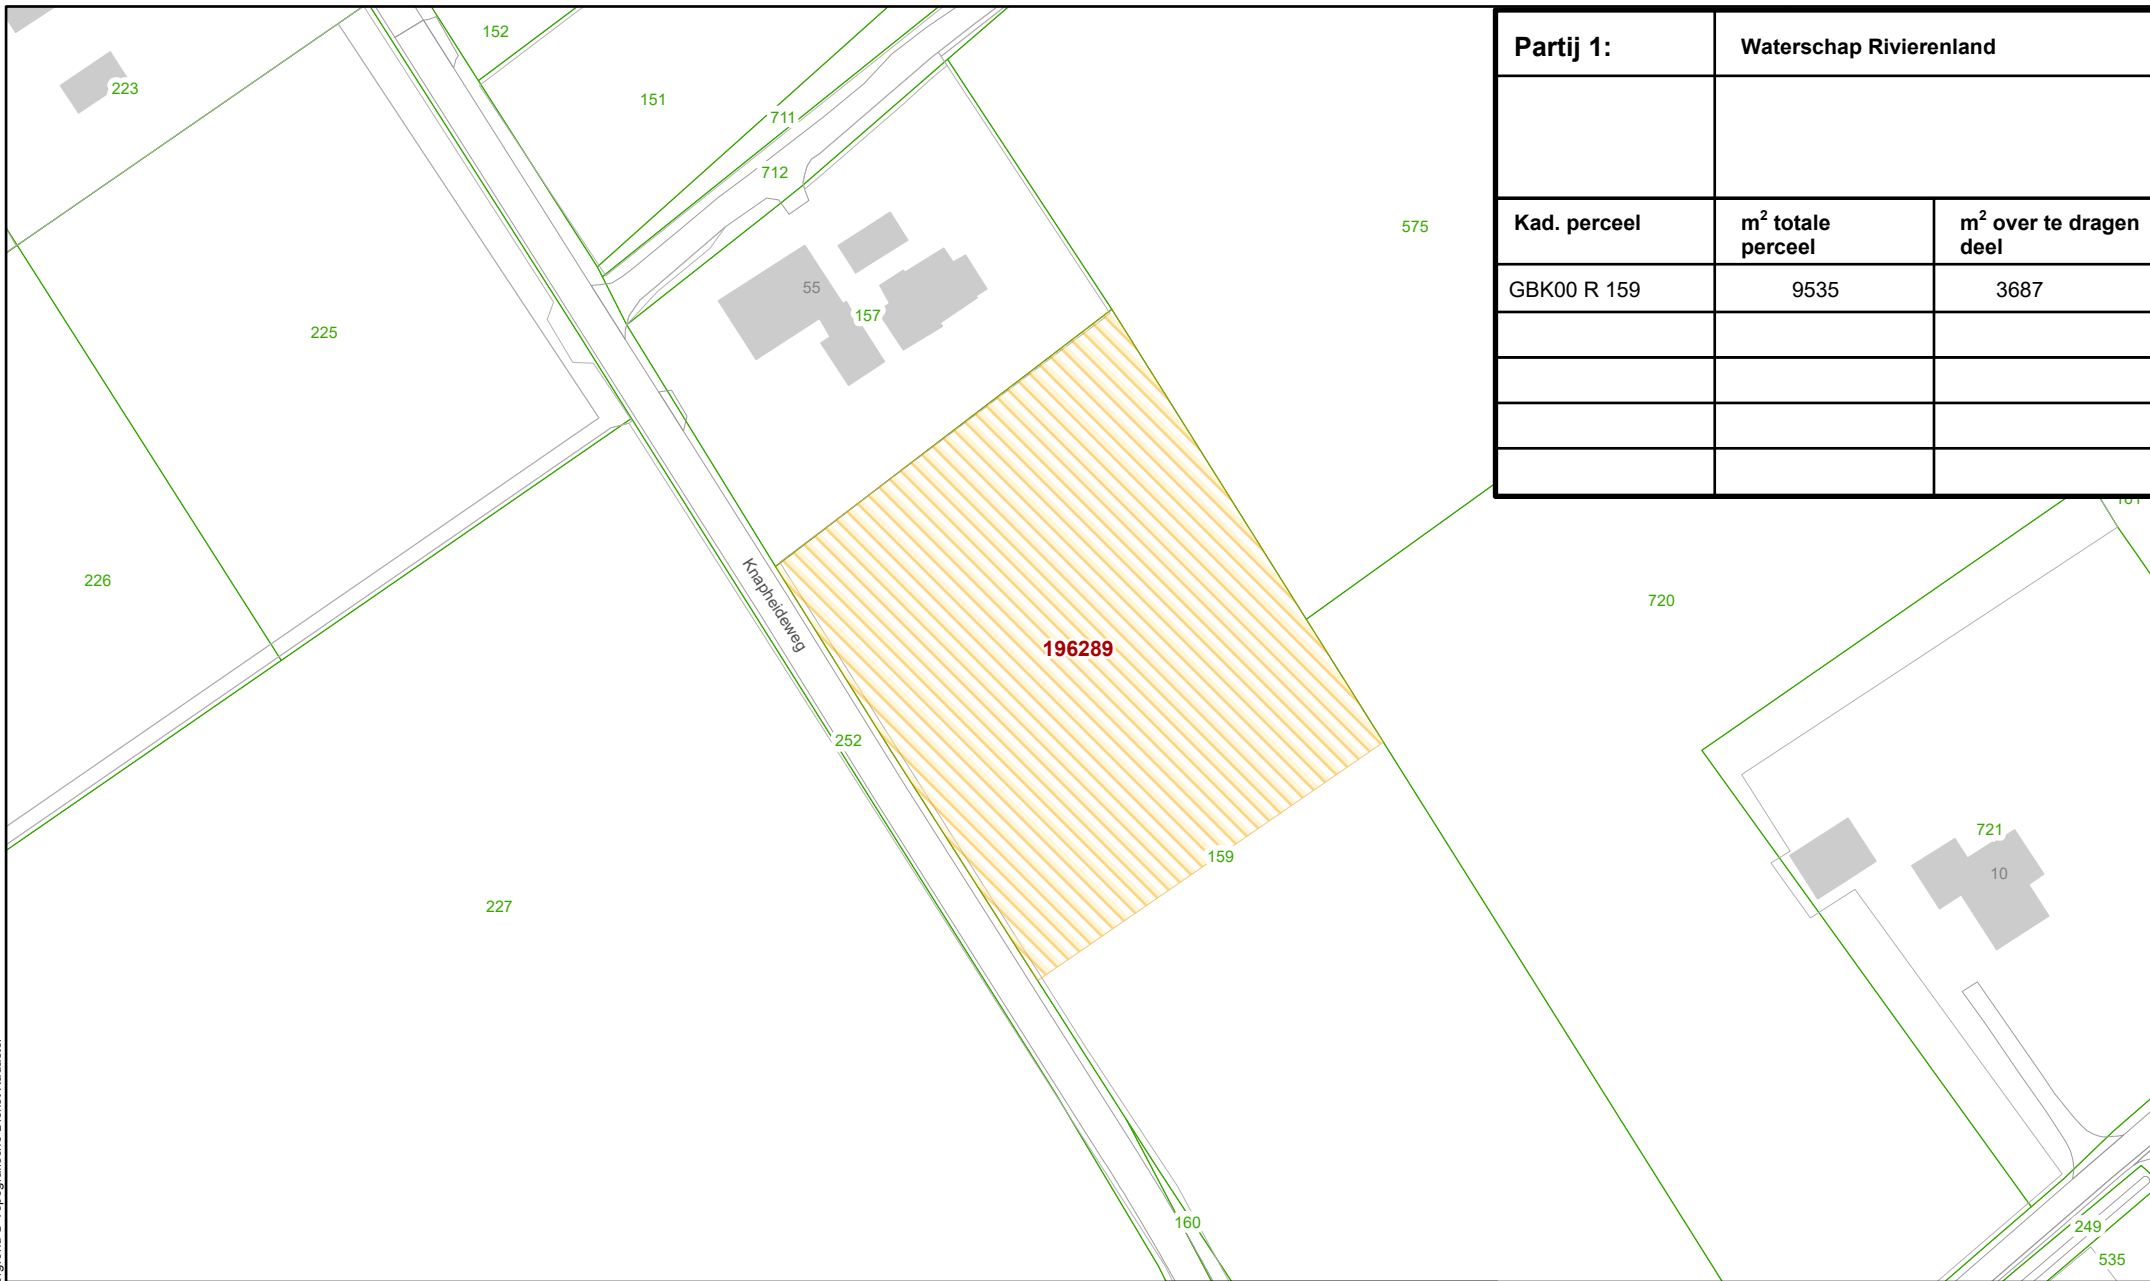 Partij 1:
Waterschap Rivierenland
Kad. perceel
m² totale
perceel
m² over te dragen
deel
GBK00 R 159
9535
3687
152
223
151
711
712
575
55
157
225
226
Knapheideweg
720
196289
252
159
721
10
227
160
249
535